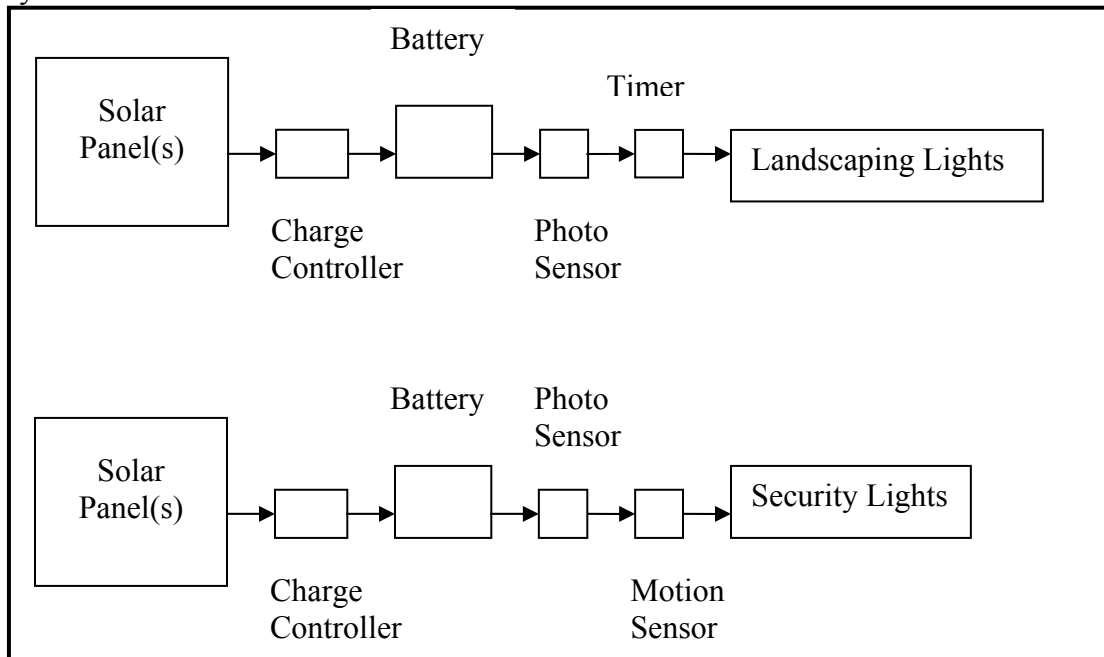 Battery
Timer
Solar
Panel(s)
Landscaping Lights
Charge
Controller
Photo
Sensor
Battery
Photo
Sensor
Solar
Panel(s)
Security Lights
Charge
Controller
Motion
Sensor